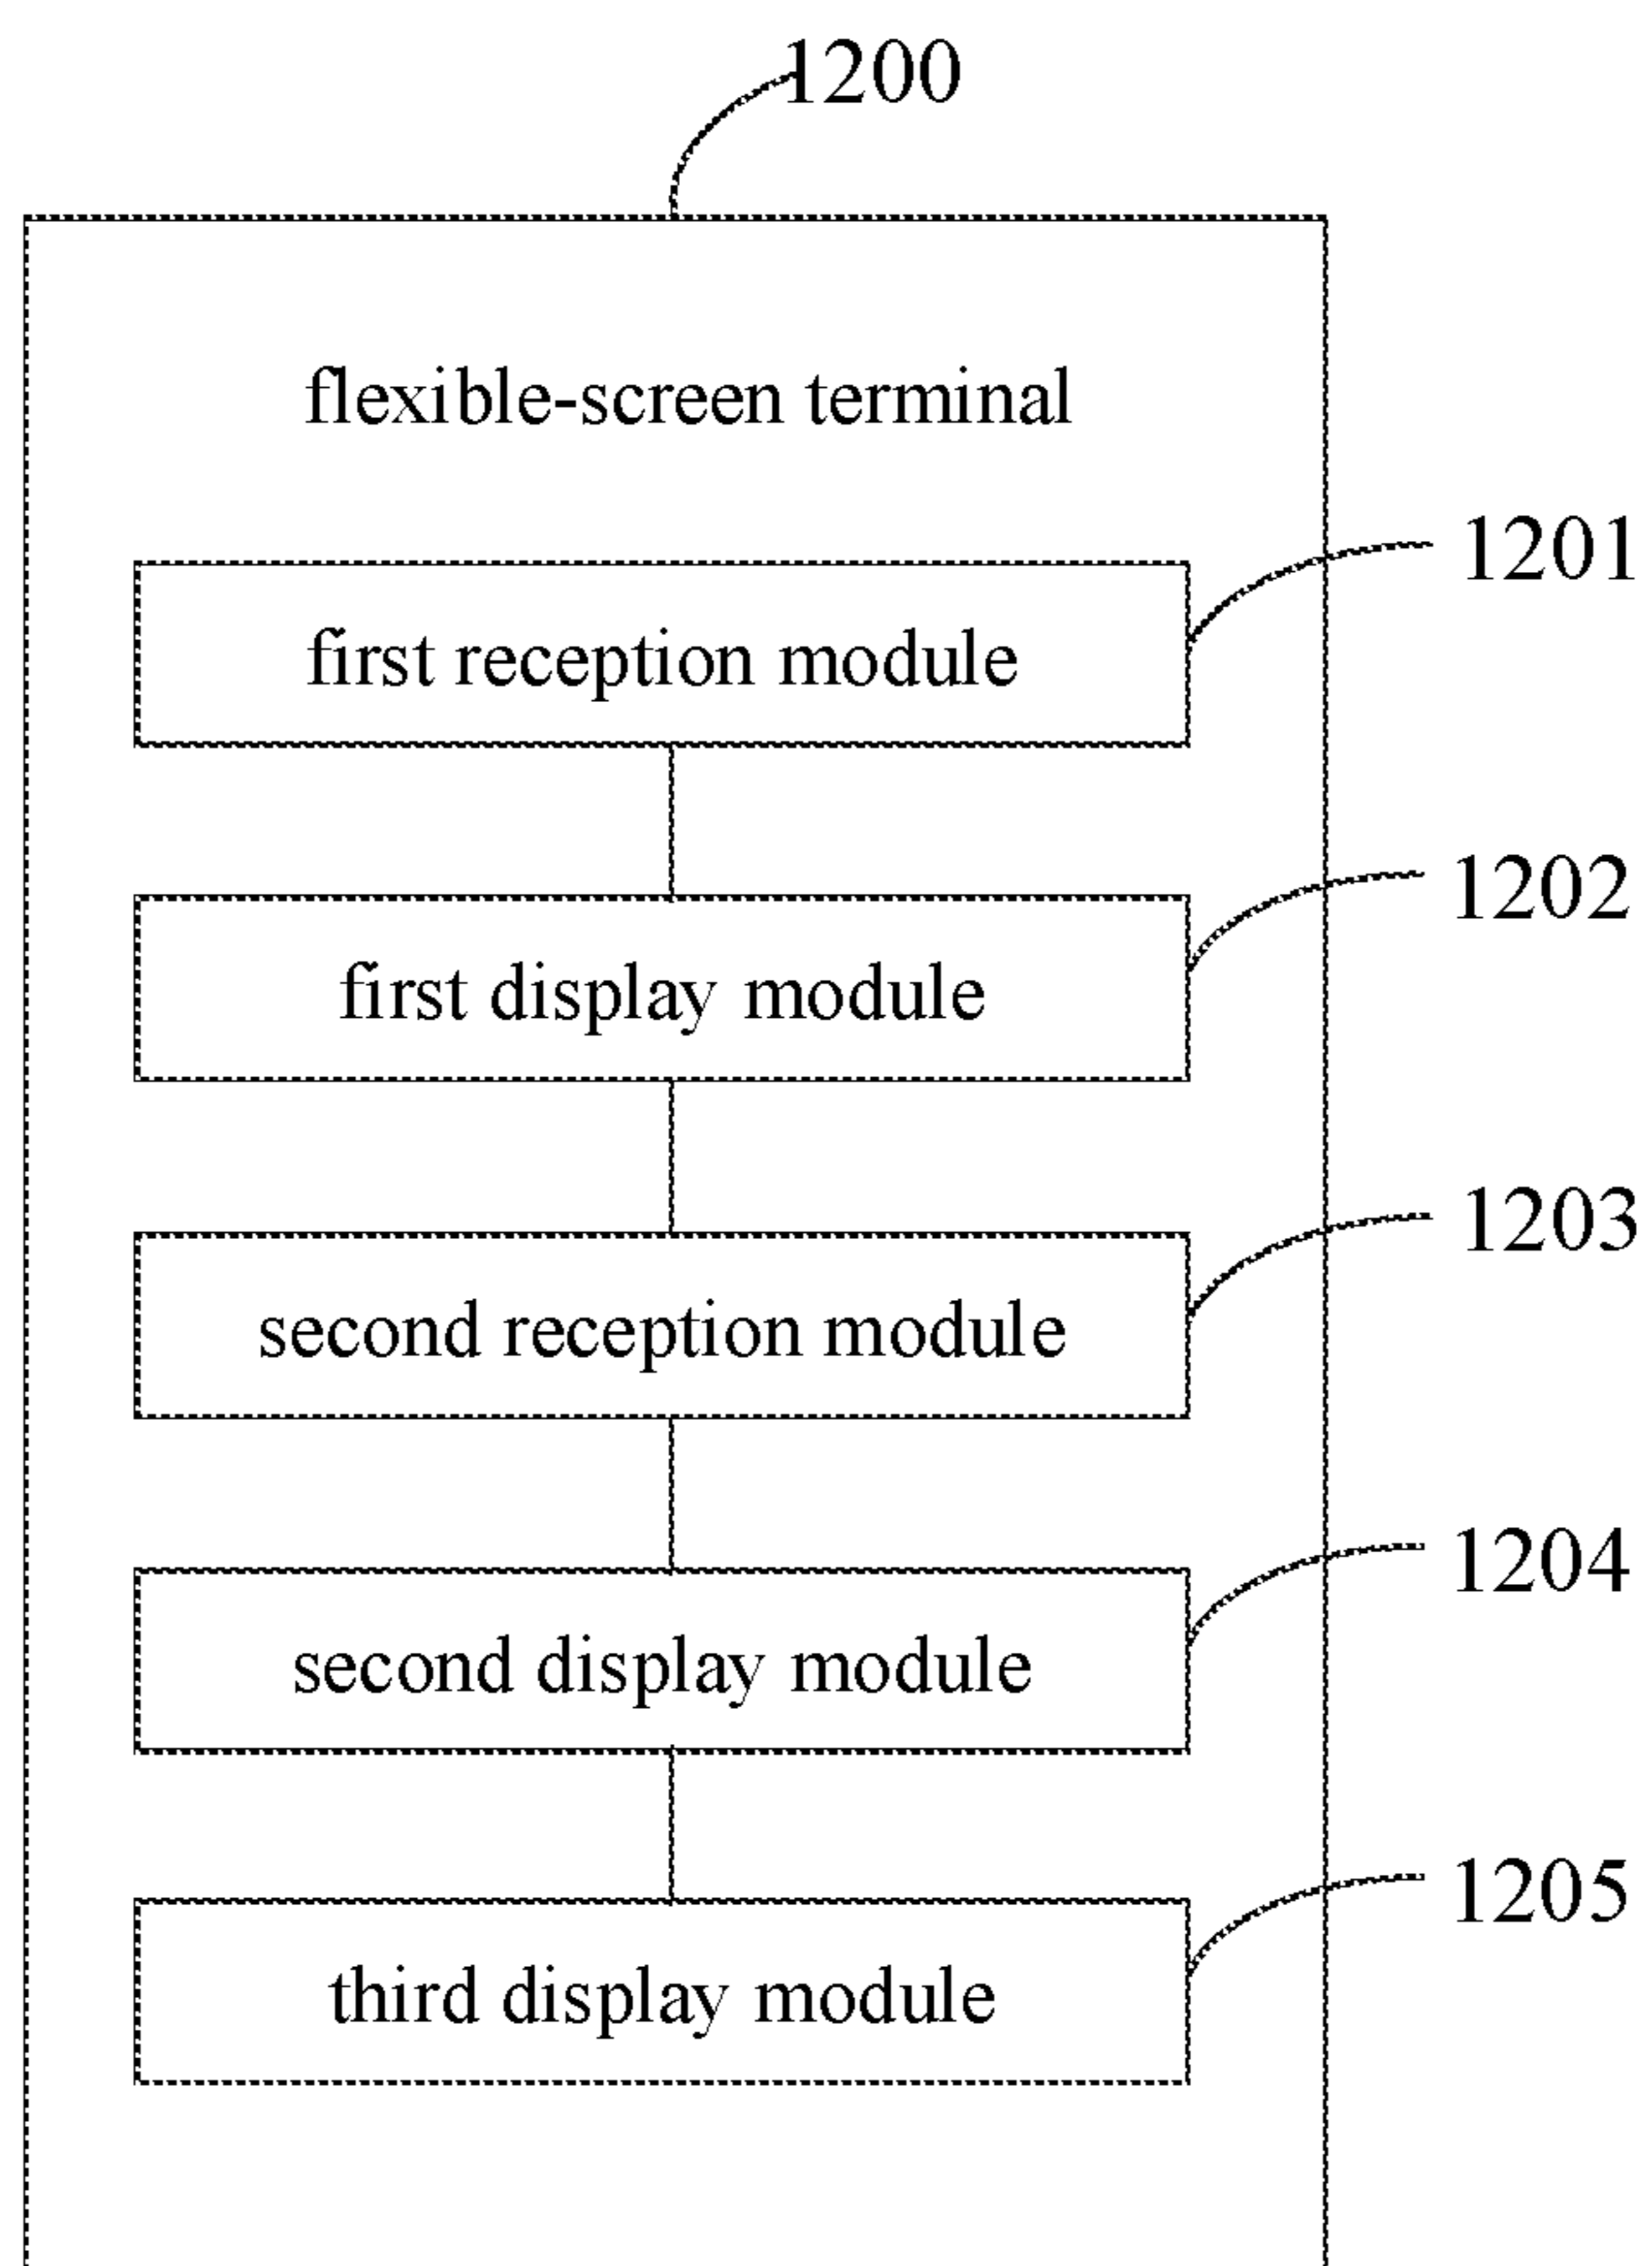 1200
flexible-screen terminal
1201
first reception module
1202
first display module
1203
second reception module
1204
second display module
1205
third display module